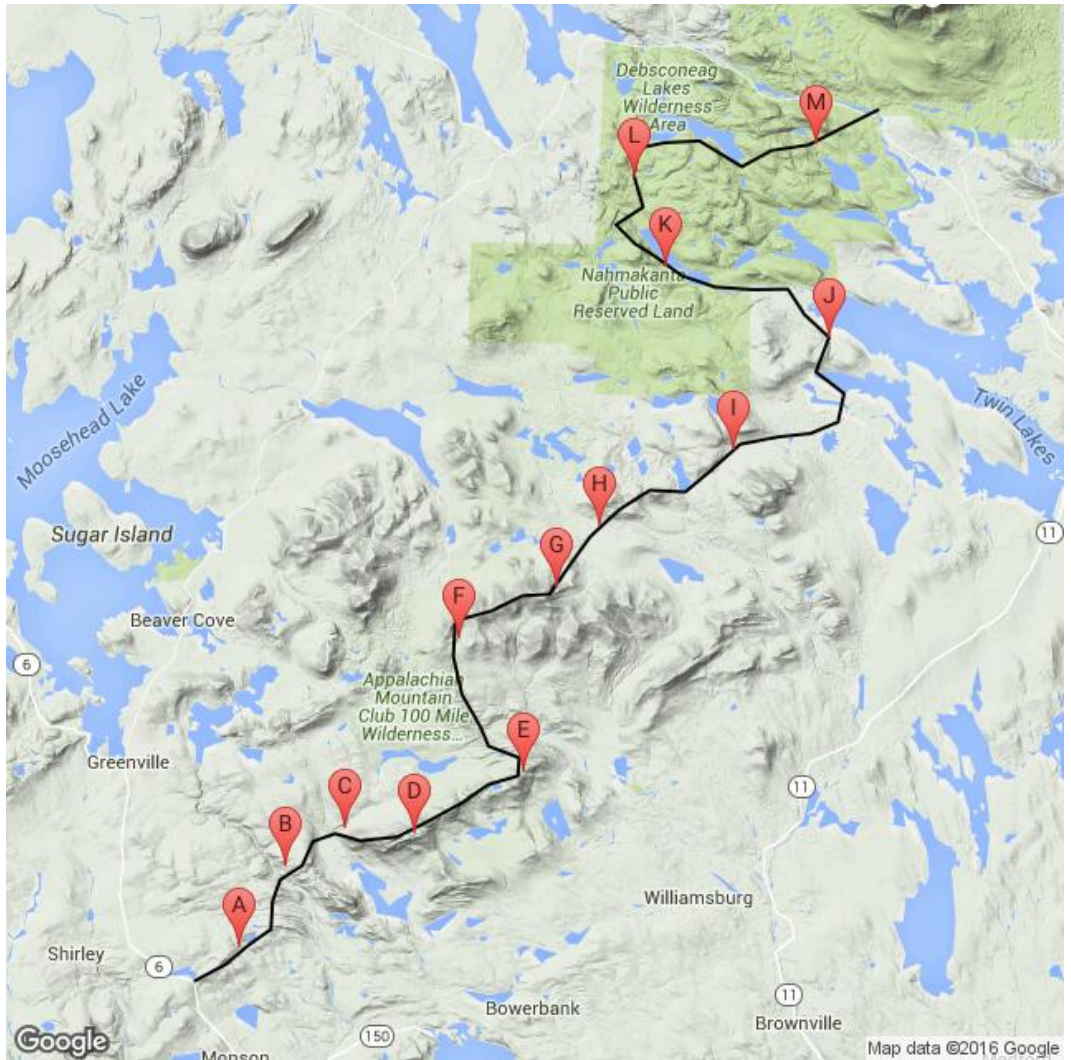 Debsconeag
Lakes
Wilderness
Area
M
L
K
Nahmakanta
Public
Reserved Land
J
Moosehead Lake
I
Twin Lakes
H
Sugar Island
11
G
F
Beaver Cove
6
Appalachian
Mountain
Club 100 Mile
Wilderness...
E
Greenville
11
C
D
B
Williamsburg
A
Shirley
6
11
Bowerbank
Brownville
150
Monson
Google
Map data ©2016 Google